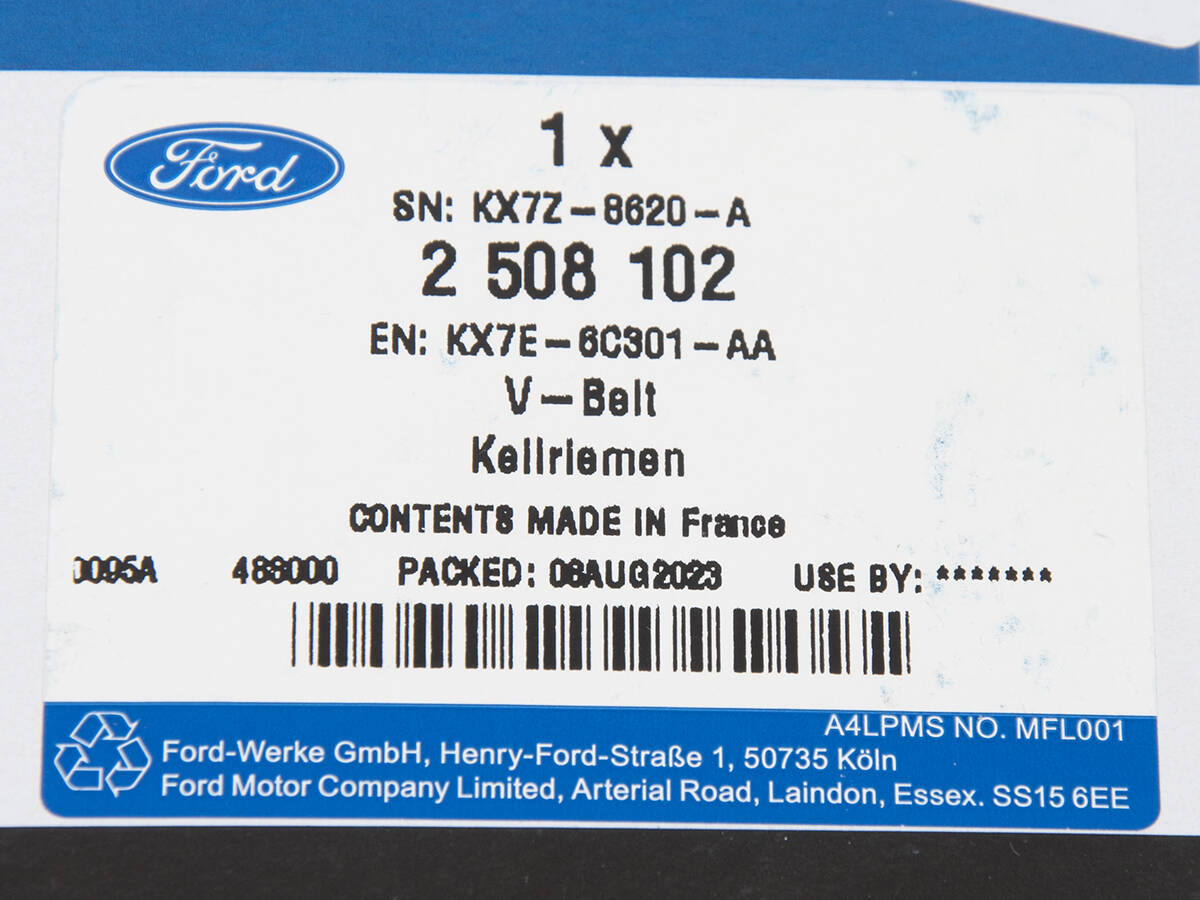 Ford
1 x
SN: KX7Z-8620-A
2 508 102
EN: KX7E-6C301-AA
V-Belt
Keilriemen
CONTENTS MADE IN France
0095A 488000 PACKED: 08AUG2023 USE BY: *******
A4LPMS NO. MFL001
Ford-Werke GmbH, Henry-Ford-Straße 1, 50735 Köln
Ford Motor Company Limited, Arterial Road, Laindon, Essex. SS15 6EE